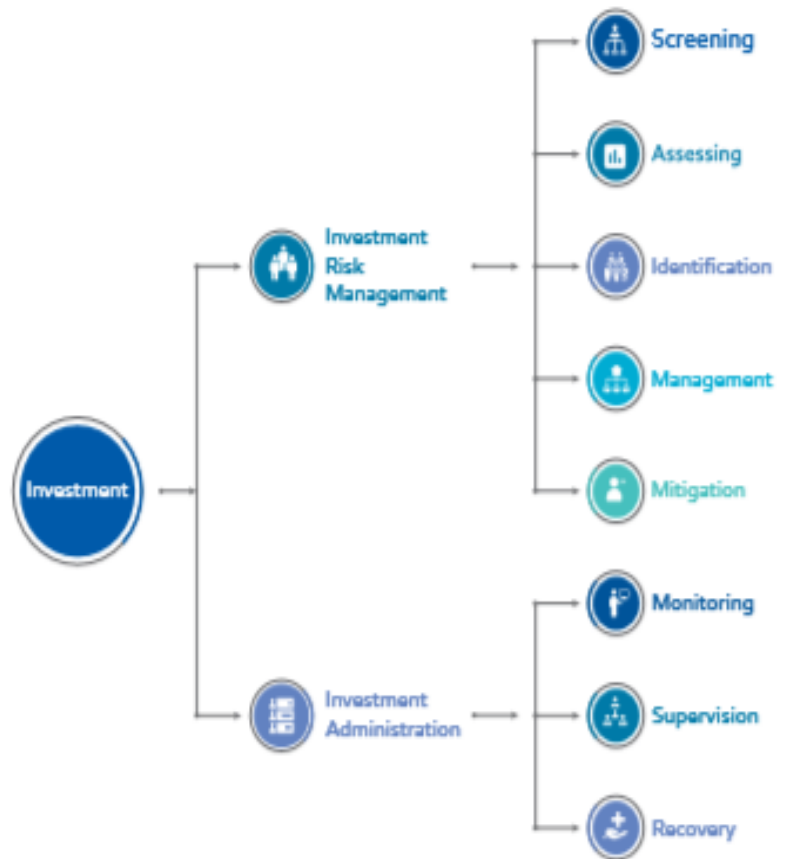 Screening
Assessing
Investment
Risk
Management
Identification
Management
Investment
Mitigation
Monitoring
Investment
Administration
Supervision
Recovery